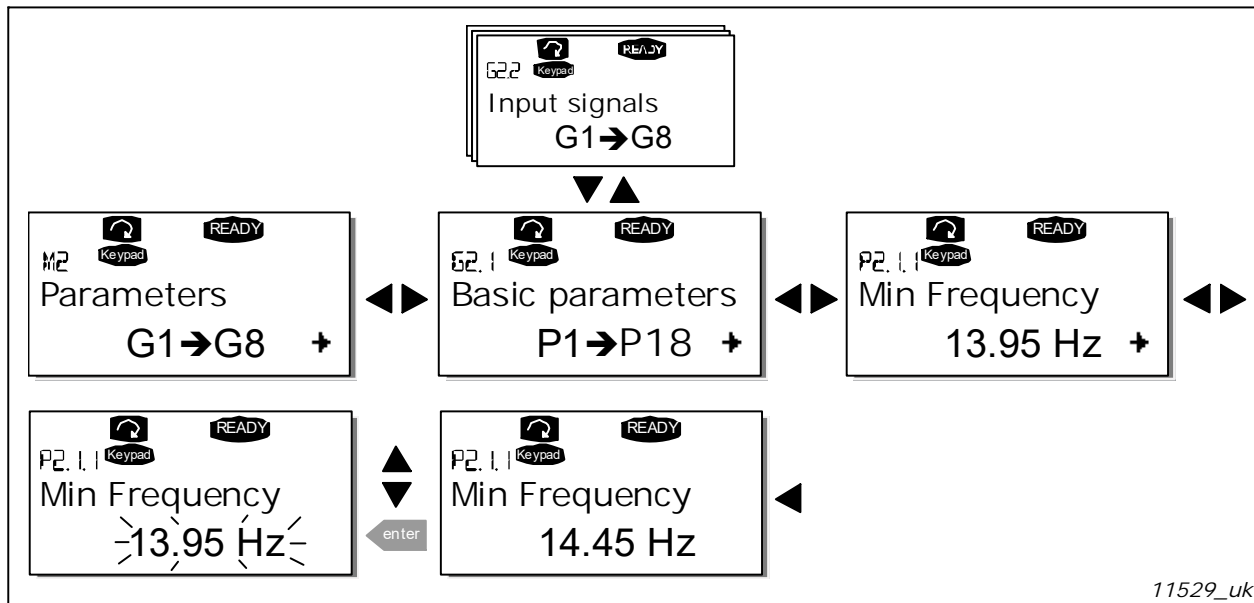 READY
G2.2 Keypad
Input signals
G1➔G8
READY
M2 Keypad
Parameters
G1➔G8
READY
G2.1 Keypad
Basic parameters
P1➔P18
READY
P2.1.1 Keypad
Min Frequency
13.95 Hz
READY
P2.1.1 Keypad
Min Frequency
13.95 Hz
enter
READY
P2.1.1 Keypad
Min Frequency
14.45 Hz
11529_uk